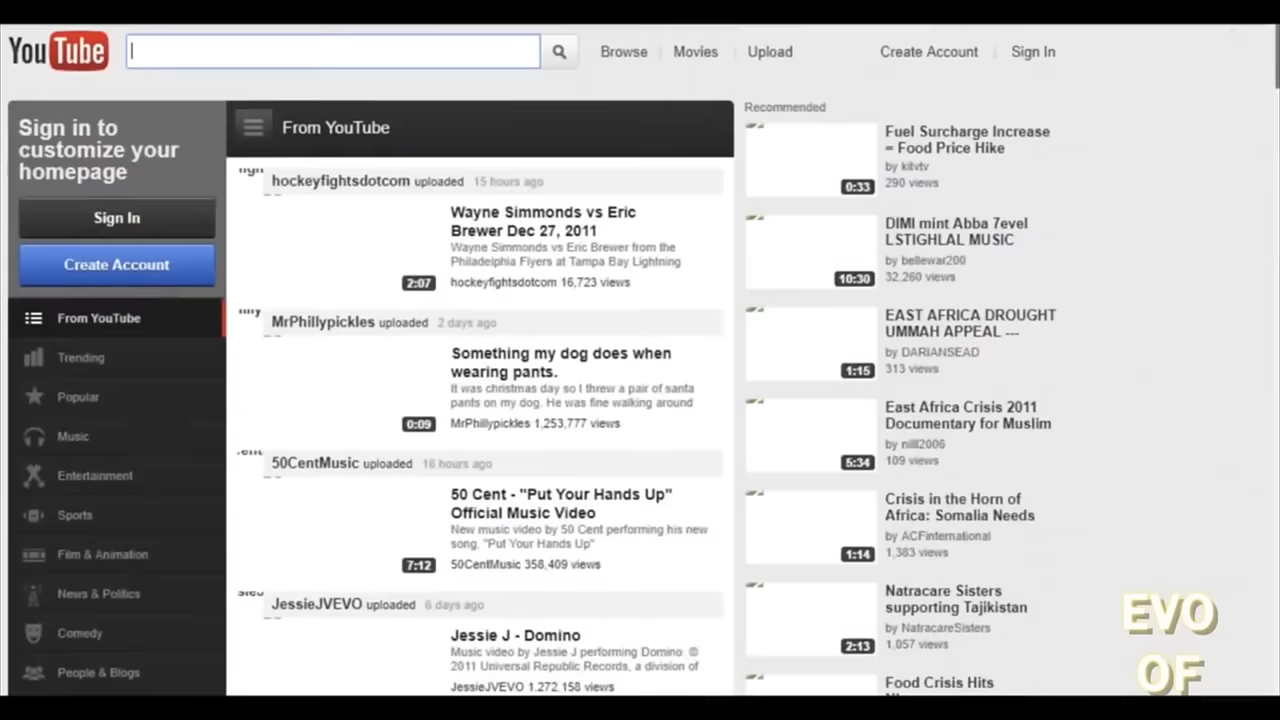 YouTube
Browse
Movies
Upload
Create Account
Sign In
Sign in to
customize your
homepage
Sign In
Create Account
From YouTube
Trending
Popular
Music
Entertainment
Sports
Film & Animation
News & Politics
Comedy
People & Blogs
From YouTube
hockeyfightsdotcom uploaded 15 hours ago
Wayne Simmonds vs Eric
Brewer Dec 27, 2011
Wayne Simmonds vs Eric Brewer from the
Philadelphia Flyers at Tampa Bay Lightning
2:07
hockeyfightsdotcom 16,723 views
MrPhillypickles uploaded 2 days ago
Something my dog does when
wearing pants.
It was christmas day so I threw a pair of santa
pants on my dog. He was fine walking around
0:09
MrPhillypickles 1,253,777 views
50CentMusic uploaded 16 hours ago
50 Cent - "Put Your Hands Up"
Official Music Video
New music video by 50 Cent performing his new
song, "Put Your Hands Up"
7:12
50CentMusic 358,409 views
JessieJVEVO uploaded 6 days ago
Jessie J - Domino
Music video by Jessie J performing Domino ©
2011 Universal Republic Records, a division of
JessieJVEVO 1,272,158 views
Recommended
Fuel Surcharge Increase
= Food Price Hike
by kitvtv
290 views
0:33
DIMI mint Abba 7evel
LSTIGHLAL MUSIC
by bellewar200
32,260 views
10:30
EAST AFRICA DROUGHT
UMMAH APPEAL ---
by DARIANSEAD
313 views
1:15
East Africa Crisis 2011
Documentary for Muslim
by nilll2006
109 views
5:34
Crisis in the Horn of
Africa: Somalia Needs
by ACFinternational
1,383 views
1:14
Natracare Sisters
supporting Tajikistan
by NatracareSisters
1,057 views
2:13
Food Crisis Hits
EVO
OF